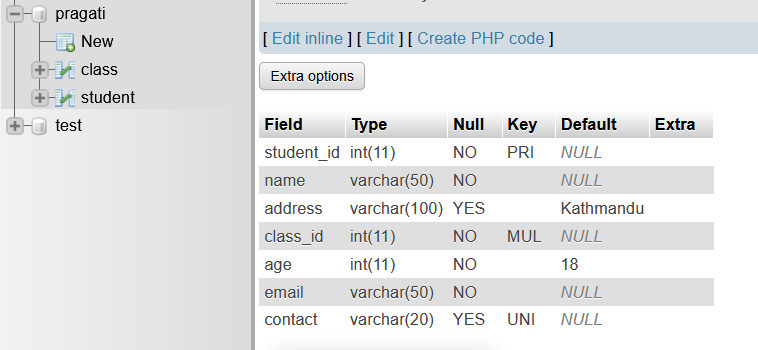 pragati
New
class
student
test
[ Edit inline ] [ Edit ] [ Create PHP code ]
Extra options
Field Type Null Key Default Extra
student_id int(11) NO PRI NULL
name varchar(50) NO NULL
address varchar(100) YES Kathmandu
class_id int(11) NO MUL NULL
age int(11) NO 18
email varchar(50) NO NULL
contact varchar(20) YES UNI NULL